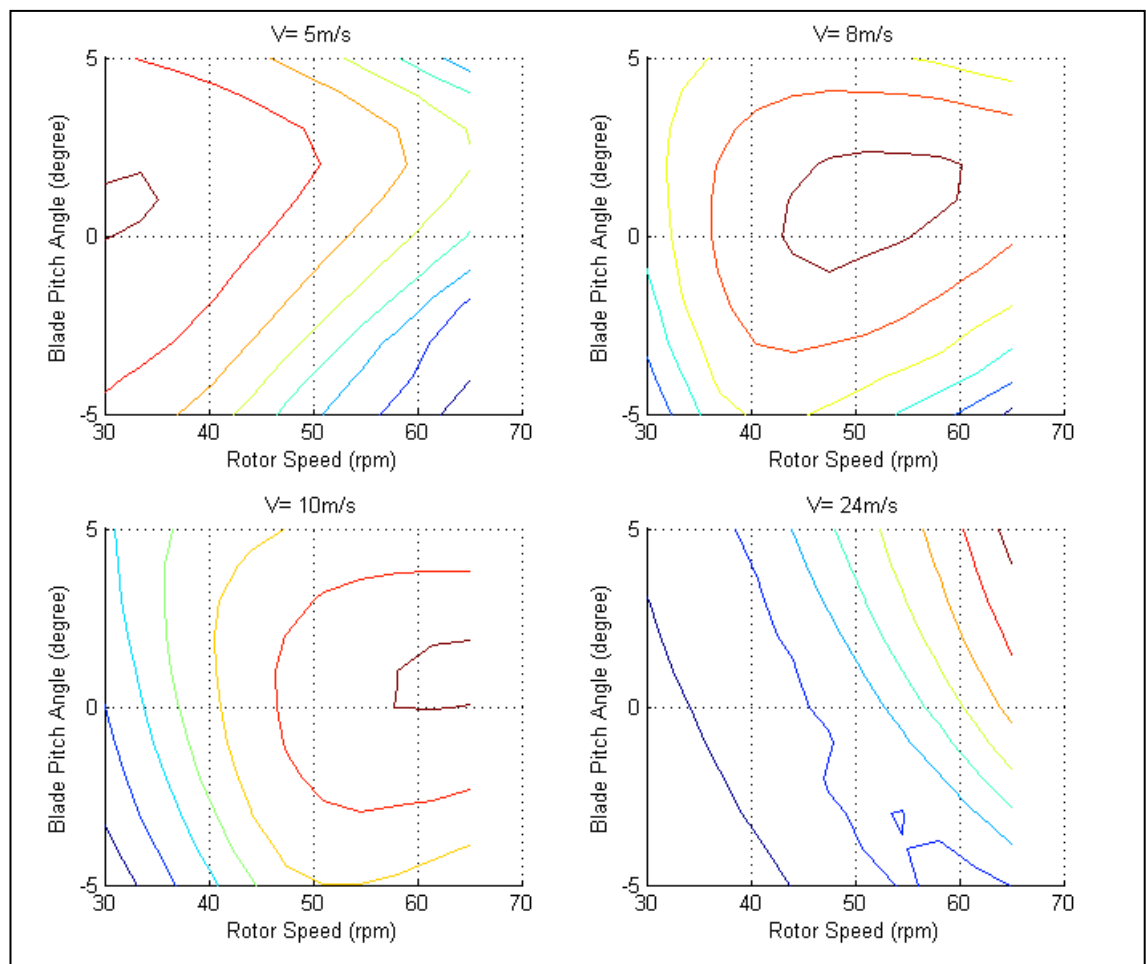 V= 5m/s
5
0
-5
Blade Pitch Angle (degree)
30 40 50 60 70
Rotor Speed (rpm)
V= 8m/s
5
0
-5
Blade Pitch Angle (degree)
30 40 50 60 70
Rotor Speed (rpm)
V= 10m/s
5
0
-5
Blade Pitch Angle (degree)
30 40 50 60 70
Rotor Speed (rpm)
V= 24m/s
5
0
-5
Blade Pitch Angle (degree)
30 40 50 60 70
Rotor Speed (rpm)